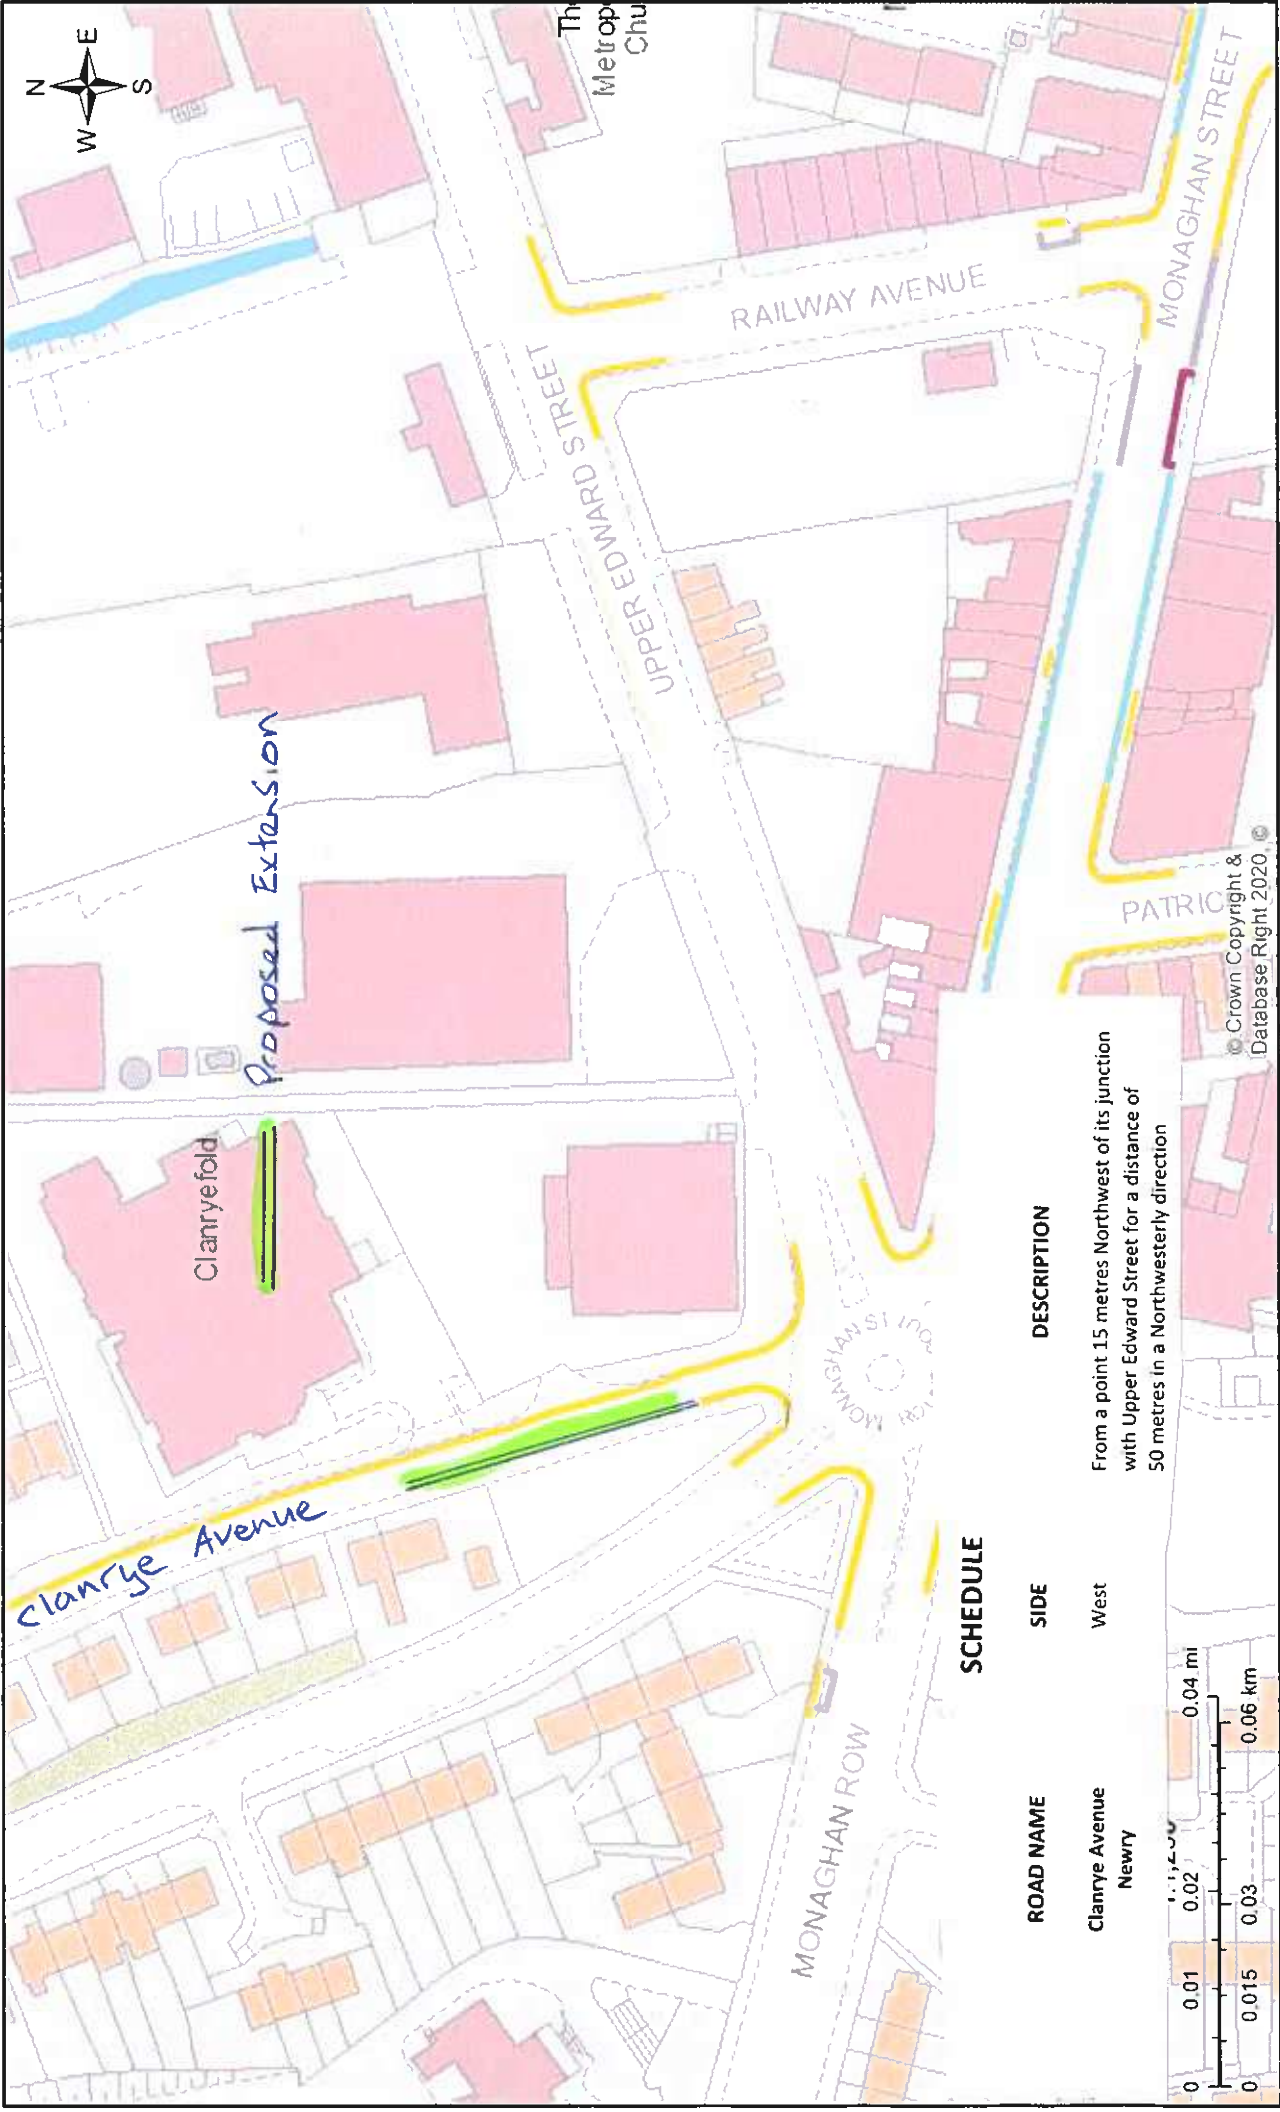 N
W E
S
Th
Metrop
Chu
Proposed Extension
Clanryefold
Clanrye Avenue
UPPER EDWARD STREET
RAILWAY AVENUE
MONAGHAN STREET
MONAGHAN ST
MONAGHAN ROW
PATRIC
SCHEDULE
ROAD NAME SIDE DESCRIPTION
Clanrye Avenue
Newry
West
From a point 15 metres Northwest of its junction
with Upper Edward Street for a distance of
50 metres in a Northwesterly direction
0 0.01 0.02 0.04 mi
0 0.015 0.03 0.06 km
© Crown Copyright &
Database Right 2020, ©